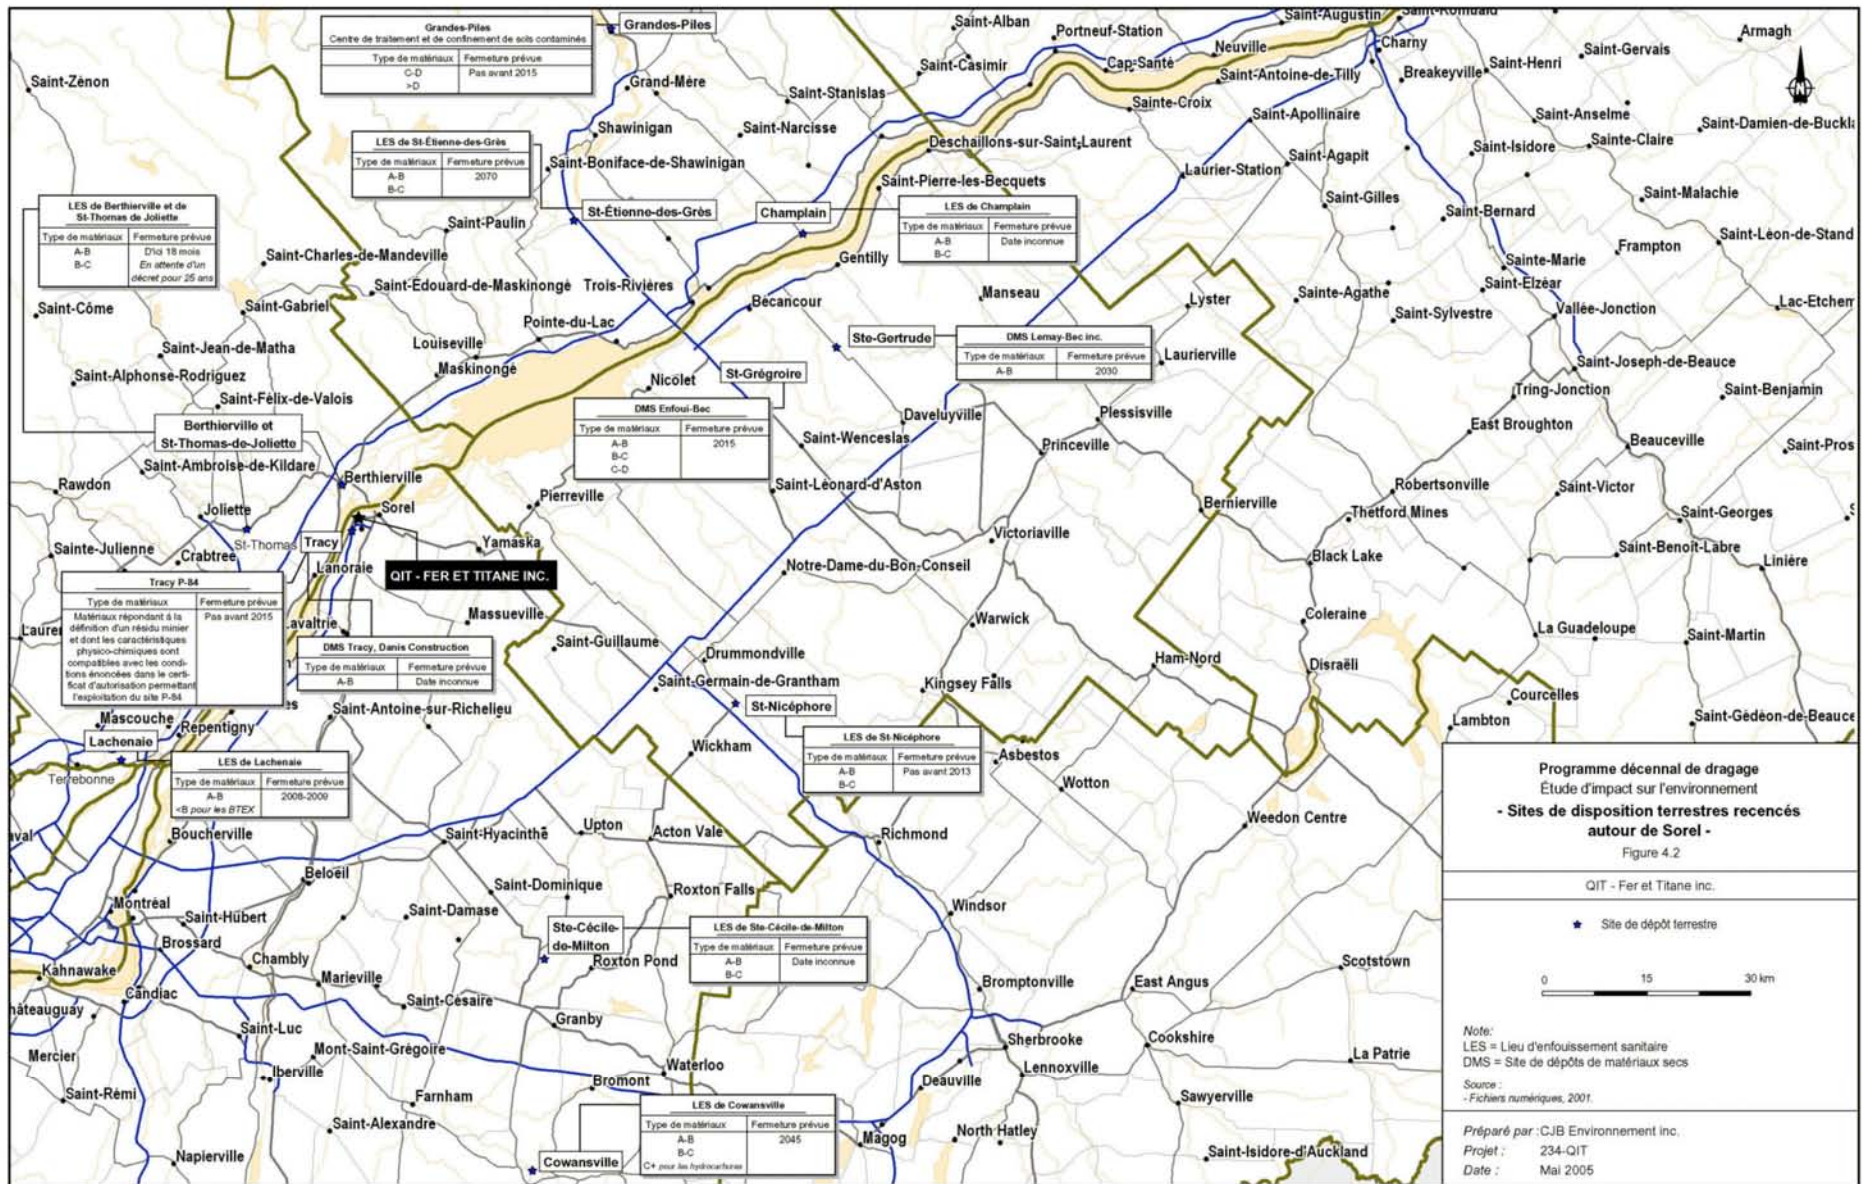 Grandes-Piles
Centre de traitement et de confinement de sols contaminés
Type de matériaux Fermeture prévue
C-D Pas avant 2015
>D
Grandes-Piles
Saint-Alban
Portneuf-Station
Saint-Augustin
Saint-Romuald
Charny
Armagh
Saint-Gervais
Saint-Henri
Neuville
Cap-Santé
Saint-Casimir
Saint-Antoine-de-Tilly
Breakeyville
Saint-Zénon
Grand-Mère
Saint-Stanislas
Sainte-Croix
Saint-Apollinaire
Saint-Anselme
Saint-Damien-de-Buckla
N
Shawinigan
Saint-Narcisse
Deschaillons-sur-Saint-Laurent
Sainte-Claire
Saint-Isidore
LES de St-Étienne-des-Grès
Type de matériaux Fermeture prévue
A-B 2070
B-C
Saint-Boniface-de-Shawinigan
Saint-Agapit
Laurier-Station
Saint-Pierre-les-Becquets
Saint-Malachie
Saint-Gilles
Saint-Bernard
LES de Berthierville et de
St-Thomas de Joliette
Type de matériaux Fermeture prévue
A-B D'ici 18 mois
B-C En attente d'un
décret pour 25 ans
St-Étienne-des-Grès
Champlain
LES de Champlain
Type de matériaux Fermeture prévue
A-B Date inconnue
B-C
Saint-Paulin
Saint-Léon-de-Stand
Frampton
Saint-Charles-de-Mandeville
Gentilly
Sainte-Marie
Saint-Elzéar
Saint-Édouard-de-Maskinongé
Trois-Rivières
Manseau
Lyster
Sainte-Agathe
Saint-Côme
Saint-Gabriel
Bécancour
Saint-Sylvestre
Vallée-Jonction
Lac-Etchem
Pointe-du-Lac
Ste-Gertrude
DMS Lemay-Bec inc.
Type de matériaux Fermeture prévue
A-B 2030
Saint-Jean-de-Matha
Louiseville
Laurierville
Saint-Joseph-de-Beauce
Saint-Alphonse-Rodriguez
Maskinongé
Nicolet
St-Grégroire
Tring-Jonction
Saint-Benjamin
Saint-Félix-de-Valois
DMS Enfoui-Bec
Type de matériaux Fermeture prévue
A-B 2015
B-C
C-D
Daveluyville
Plessisville
East Broughton
Berthierville et
St-Thomas-de-Joliette
Saint-Wenceslas
Princeville
Beauceville
Saint-Pros
Saint-Ambroise-de-Kildare
Berthierville
Rawdon
Saint-Léonard-d'Aston
Robertsonville
Saint-Victor
Pierreville
Bernierville
Joliette
Sorel
Thetford Mines
Saint-Georges
St-Thomas
Tracy
Yamaska
Victoriaville
Sainte-Julienne
Crabtree
Saint-Benoît-Labre
Black Lake
Linière
Lanoraie
QIT - FER ET TITANE INC.
Notre-Dame-du-Bon-Conseil
Tracy P-84
Type de matériaux Fermeture prévue
Matériaux répondant à la Pas avant 2015
définition d'un résidu minier
et dont les caractéristiques
physico-chimiques sont
compatibles avec les condi-
tions énoncées dans le certi-
ficat d'autorisation permettant
l'exploitation du site P-84
Massueville
Coleraine
Warwick
Lavaltrie
Saint-Guillaume
La Guadeloupe
Saint-Martin
DMS Tracy, Danis Construction
Type de matériaux Fermeture prévue
A-B Date inconnue
Drummondville
Ham-Nord
Disraëli
Saint-Germain-de-Grantham
Kingsey Falls
Courcelles
Saint-Antoine-sur-Richelieu
St-Nicéphore
Mascouche
Repentigny
Lambton
Saint-Gédéon-de-Beauce
Lachenaie
LES de St-Nicéphore
Type de matériaux Fermeture prévue
A-B Pas avant 2013
B-C
Wickham
Asbestos
LES de Lachenaie
Type de matériaux Fermeture prévue
A-B 2008-2009
<B pour les BTEX
Terrebonne
Wotton
Boucherville
Saint-Hyacinthe
Upton
Acton Vale
Richmond
Weedon Centre
Beloeil
Saint-Dominique
Roxton Falls
Montréal
Saint-Hubert
Saint-Damase
Windsor
Brossard
Ste-Cécile-
de-Milton
LES de Ste-Cécile-de-Milton
Type de matériaux Fermeture prévue
A-B Date inconnue
B-C
Chambly
Roxton Pond
Scotstown
Kahnawake
Marieville
Bromptonville
East Angus
Candiac
Saint-Césaire
Granby
Saint-Luc
Sherbrooke
Cookshire
Mercier
Mont-Saint-Grégoire
La Patrie
Iberville
Waterloo
Lennoxville
Saint-Rémi
Bromont
Deauville
Farnham
Sawyerville
LES de Cowansville
Type de matériaux Fermeture prévue
A-B 2045
B-C
C+ pour les hydrocarbures
Saint-Alexandre
North Hatley
Magog
Napierville
Cowansville
Saint-Isidore-d'Auckland
Programme décennal de dragage
Étude d'impact sur l'environnement
- Sites de disposition terrestres recencés
autour de Sorel -
Figure 4.2
QIT - Fer et Titane inc.
Site de dépôt terrestre
0 15 30 km
Note:
LES = Lieu d'enfouissement sanitaire
DMS = Site de dépôts de matériaux secs
Source :
- Fichiers numériques, 2001.
Préparé par : CJB Environnement inc.
Projet : 234-QIT
Date : Mai 2005